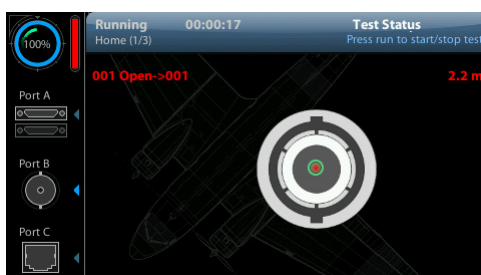 Running 00:00:17 Test Status
Home (1/3) Press run to start/stop test
100%
001 Open->001 2.2 m
Port A
Port B
Port C